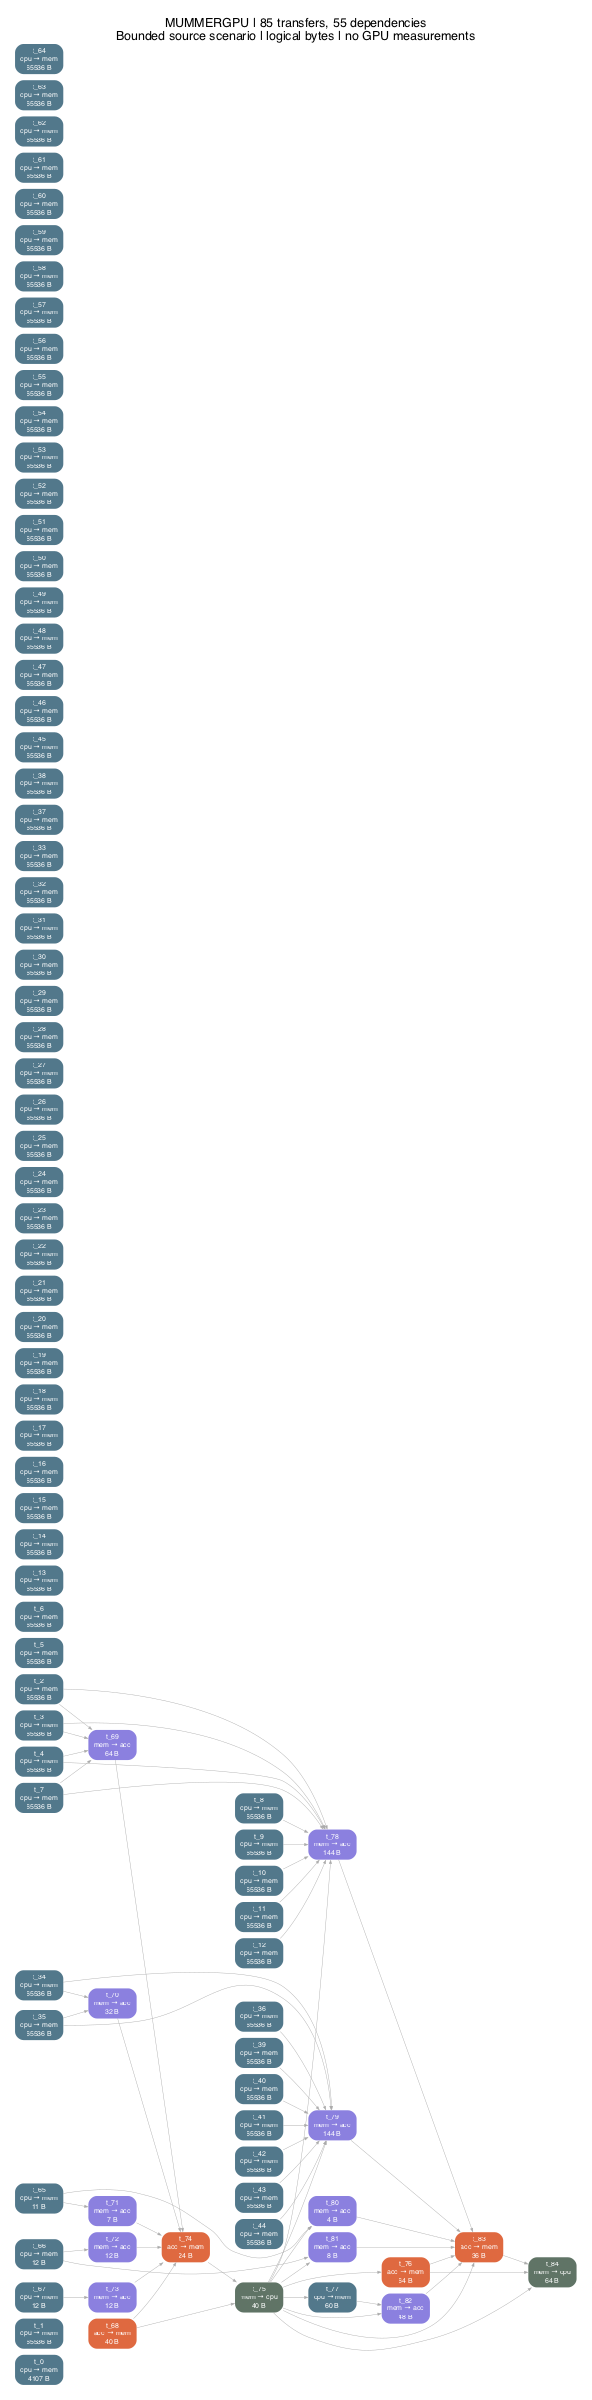 MUMMERGPU | 85 transfers, 55 dependencies
Bounded source scenario | logical bytes | no GPU measurements
t_64
cpu → mem
65536 B
t_63
cpu → mem
65536 B
t_62
cpu → mem
65536 B
t_61
cpu → mem
65536 B
t_60
cpu → mem
65536 B
t_59
cpu → mem
65536 B
t_58
cpu → mem
65536 B
t_57
cpu → mem
65536 B
t_56
cpu → mem
65536 B
t_55
cpu → mem
65536 B
t_54
cpu → mem
65536 B
t_53
cpu → mem
65536 B
t_52
cpu → mem
65536 B
t_51
cpu → mem
65536 B
t_50
cpu → mem
65536 B
t_49
cpu → mem
65536 B
t_48
cpu → mem
65536 B
t_47
cpu → mem
65536 B
t_46
cpu → mem
65536 B
t_45
cpu → mem
65536 B
t_38
cpu → mem
65536 B
t_37
cpu → mem
65536 B
t_33
cpu → mem
65536 B
t_32
cpu → mem
65536 B
t_31
cpu → mem
65536 B
t_30
cpu → mem
65536 B
t_29
cpu → mem
65536 B
t_28
cpu → mem
65536 B
t_27
cpu → mem
65536 B
t_26
cpu → mem
65536 B
t_25
cpu → mem
65536 B
t_24
cpu → mem
65536 B
t_23
cpu → mem
65536 B
t_22
cpu → mem
65536 B
t_21
cpu → mem
65536 B
t_20
cpu → mem
65536 B
t_19
cpu → mem
65536 B
t_18
cpu → mem
65536 B
t_17
cpu → mem
65536 B
t_16
cpu → mem
65536 B
t_15
cpu → mem
65536 B
t_14
cpu → mem
65536 B
t_13
cpu → mem
65536 B
t_6
cpu → mem
65536 B
t_5
cpu → mem
65536 B
t_2
cpu → mem
65536 B
t_3
cpu → mem
65536 B
t_69
mem → acc
64 B
t_4
cpu → mem
65536 B
t_7
cpu → mem
65536 B
t_8
cpu → mem
65536 B
t_9
cpu → mem
65536 B
t_78
mem → acc
144 B
t_10
cpu → mem
65536 B
t_11
cpu → mem
65536 B
t_12
cpu → mem
65536 B
t_34
cpu → mem
65536 B
t_70
mem → acc
32 B
t_35
cpu → mem
65536 B
t_36
cpu → mem
65536 B
t_39
cpu → mem
65536 B
t_40
cpu → mem
65536 B
t_41
cpu → mem
65536 B
t_79
mem → acc
144 B
t_42
cpu → mem
65536 B
t_43
cpu → mem
65536 B
t_44
cpu → mem
65536 B
t_65
cpu → mem
11 B
t_71
mem → acc
7 B
t_80
mem → acc
4 B
t_66
cpu → mem
12 B
t_72
mem → acc
12 B
t_74
acc → mem
24 B
t_81
mem → acc
8 B
t_83
acc → mem
36 B
t_76
acc → mem
64 B
t_84
mem → cpu
64 B
t_67
cpu → mem
12 B
t_73
mem → acc
12 B
t_75
mem → cpu
40 B
t_77
cpu → mem
60 B
t_82
mem → acc
48 B
t_1
cpu → mem
65536 B
t_68
acc → mem
40 B
t_0
cpu → mem
4107 B